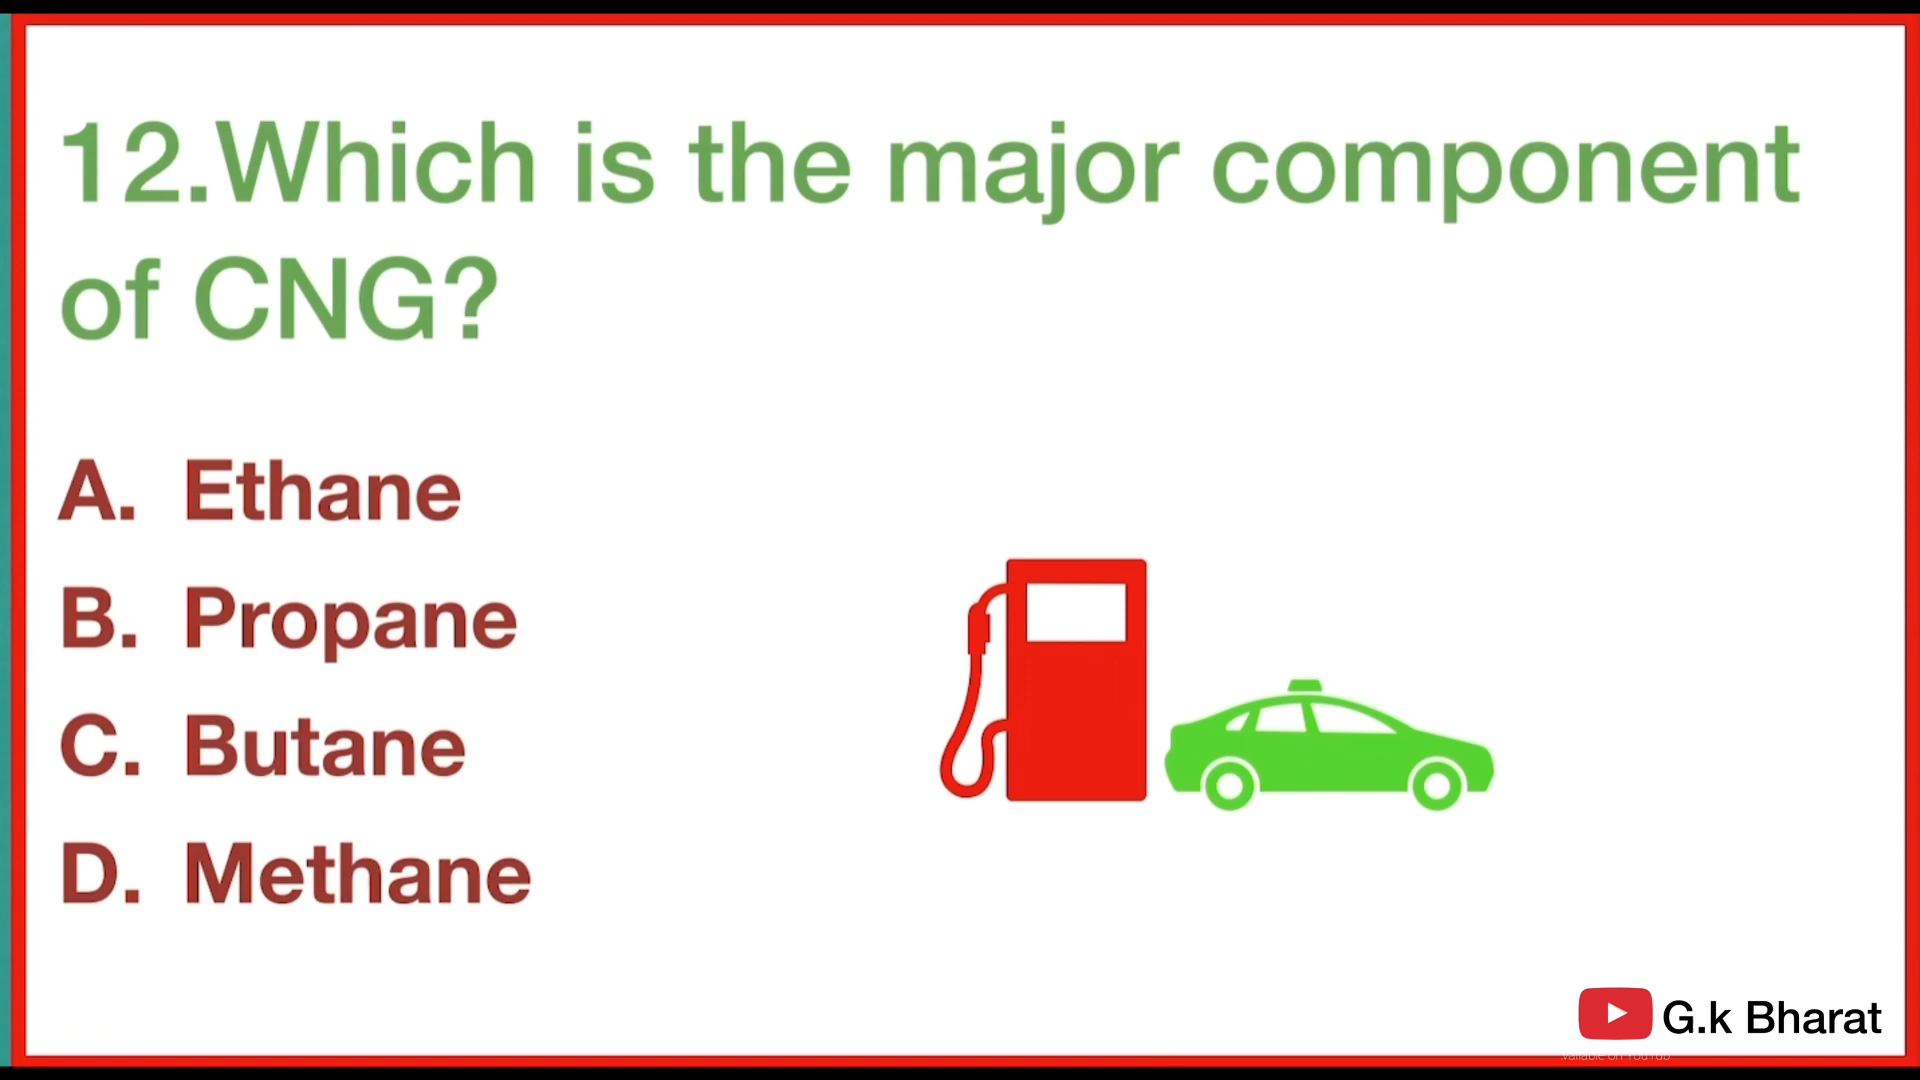 12.Which is the major component
of CNG?
A. Ethane
B. Propane
C. Butane
D. Methane
G.k Bharat